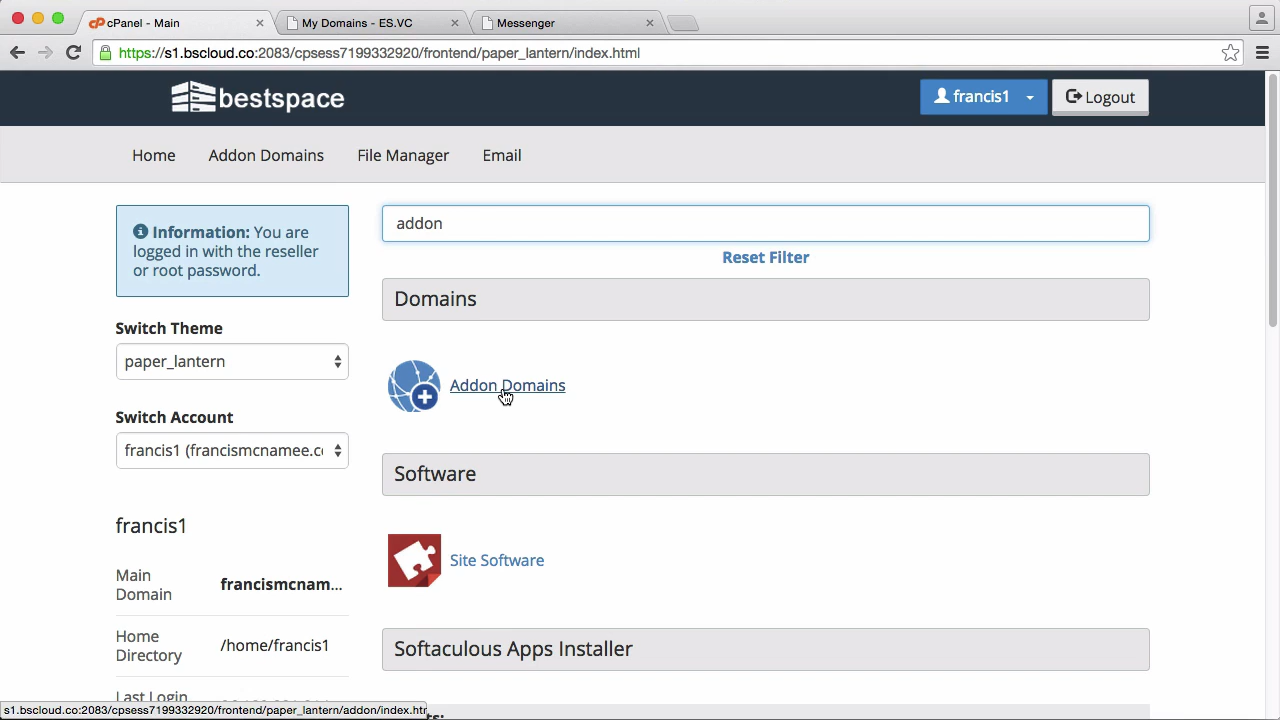 cPanel - Main
My Domains - ES.VC
Messenger
https://s1.bscloud.co:2083/cpsess7199332920/frontend/paper_lantern/index.html
bestspace
francis1
Logout
Home
Addon Domains
File Manager
Email
Information: You are
logged in with the reseller
or root password.
Switch Theme
paper_lantern
Switch Account
francis1 (francismcnamee.co
francis1
Main
Domain
francismcnam...
Home
Directory
/home/francis1
Last Login
addon
Reset Filter
Domains
Addon Domains
Software
Site Software
Softaculous Apps Installer
s1.bscloud.co:2083/cpsess7199332920/frontend/paper_lantern/addon/index.htm